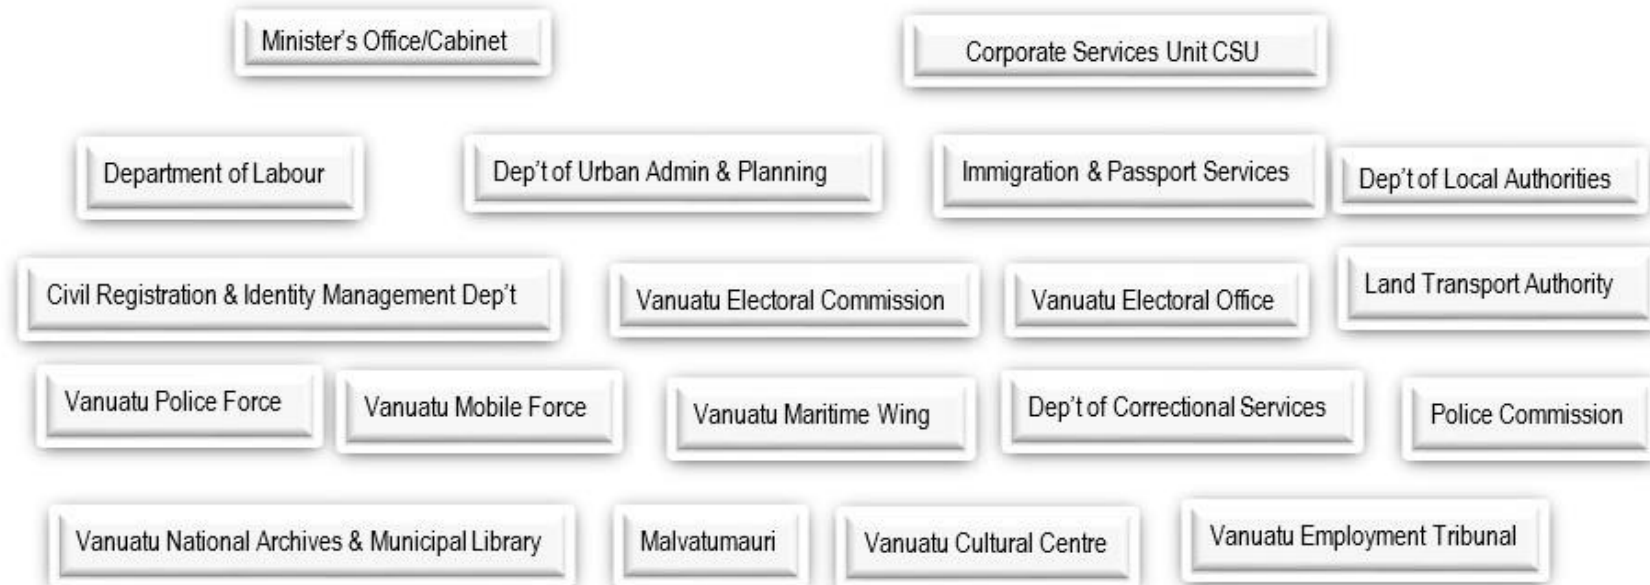 Minister's Office/Cabinet
Corporate Services Unit CSU
Department of Labour
Dep't of Urban Admin & Planning
Immigration & Passport Services
Dep't of Local Authorities
Civil Registration & Identity Management Dep't
Vanuatu Electoral Commission
Vanuatu Electoral Office
Land Transport Authority
Vanuatu Police Force
Vanuatu Mobile Force
Vanuatu Maritime Wing
Dep't of Correctional Services
Police Commission
Vanuatu National Archives & Municipal Library
Malvatumauri
Vanuatu Cultural Centre
Vanuatu Employment Tribunal